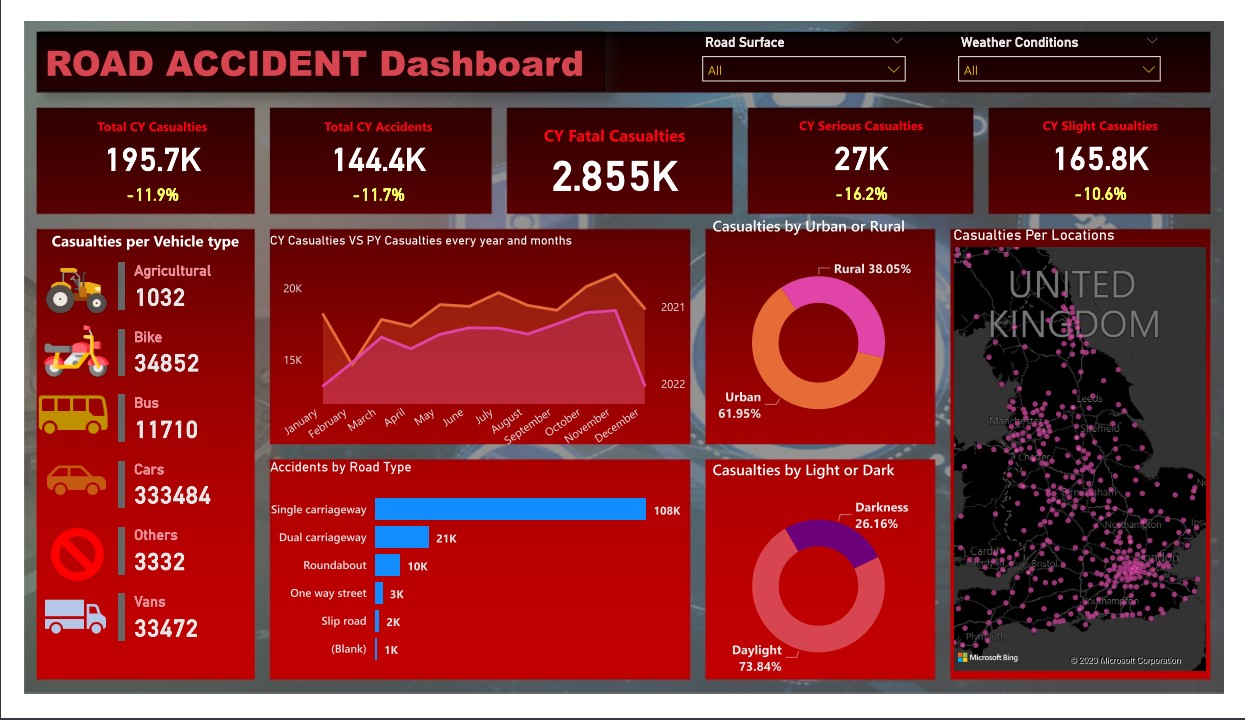 ROAD ACCIDENT Dashboard
Road Surface
All
Weather Conditions
All
Total CY Casualties
195.7K
-11.9%
Total CY Accidents
144.4K
-11.7%
CY Fatal Casualties
2.855K
CY Serious Casualties
27K
-16.2%
CY Slight Casualties
165.8K
-10.6%
Casualties per Vehicle type
Agricultural
1032
Bike
34852
Bus
11710
Cars
333484
Others
3332
Vans
33472
CY Casualties VS PY Casualties every year and months
20K
15K
2021
2022
January
February
March
April
May
June
July
August
September
October
November
December
Accidents by Road Type
Single carriageway 108K
Dual carriageway 21K
Roundabout 10K
One way street 3K
Slip road 2K
(Blank) 1K
Casualties by Urban or Rural
Rural 38.05%
Urban
61.95%
Casualties by Light or Dark
Darkness
26.16%
Daylight
73.84%
Casualties Per Locations
UNITED
KINGDOM
Leeds
Manchester
Sheffield
Birmingham
Northampton
Cardiff
Bristol
London
Southampton
Plymouth
Microsoft Bing
© 2023 Microsoft Corporation